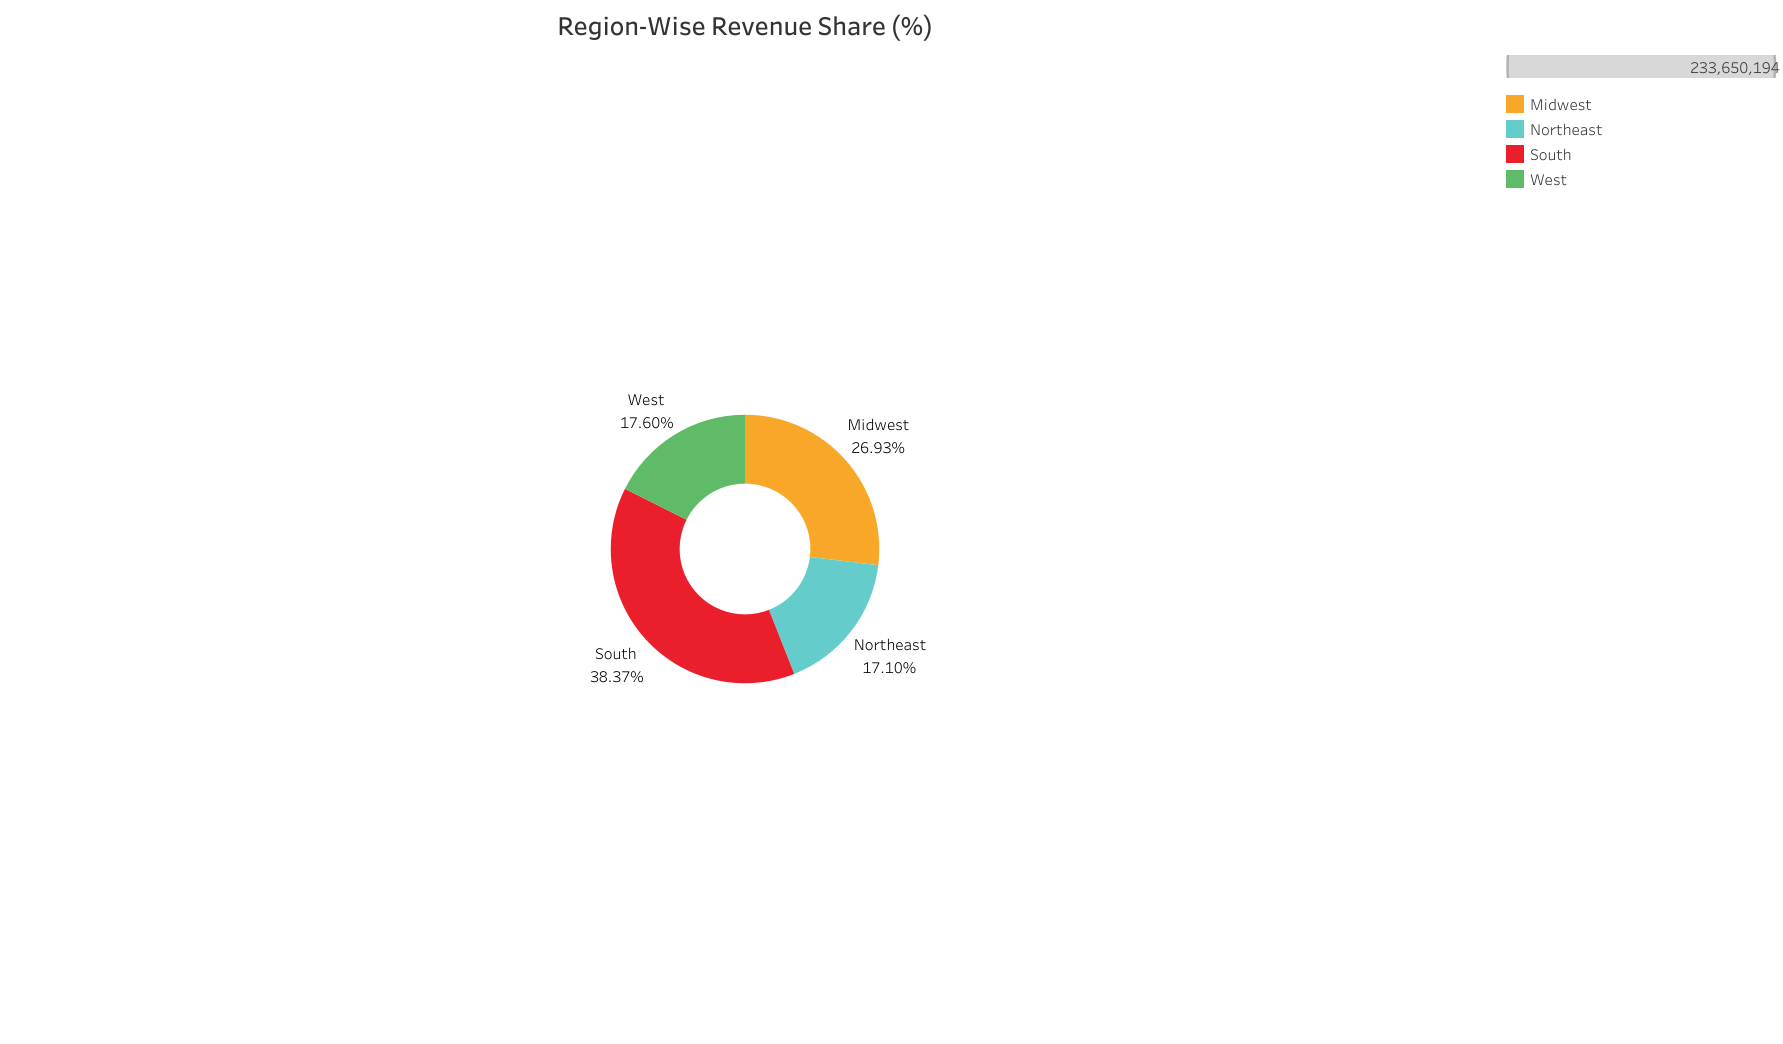 Region-Wise Revenue Share (%)
233,650,194
Midwest
Northeast
South
West
West
17.60%
Midwest
26.93%
Northeast
17.10%
South
38.37%